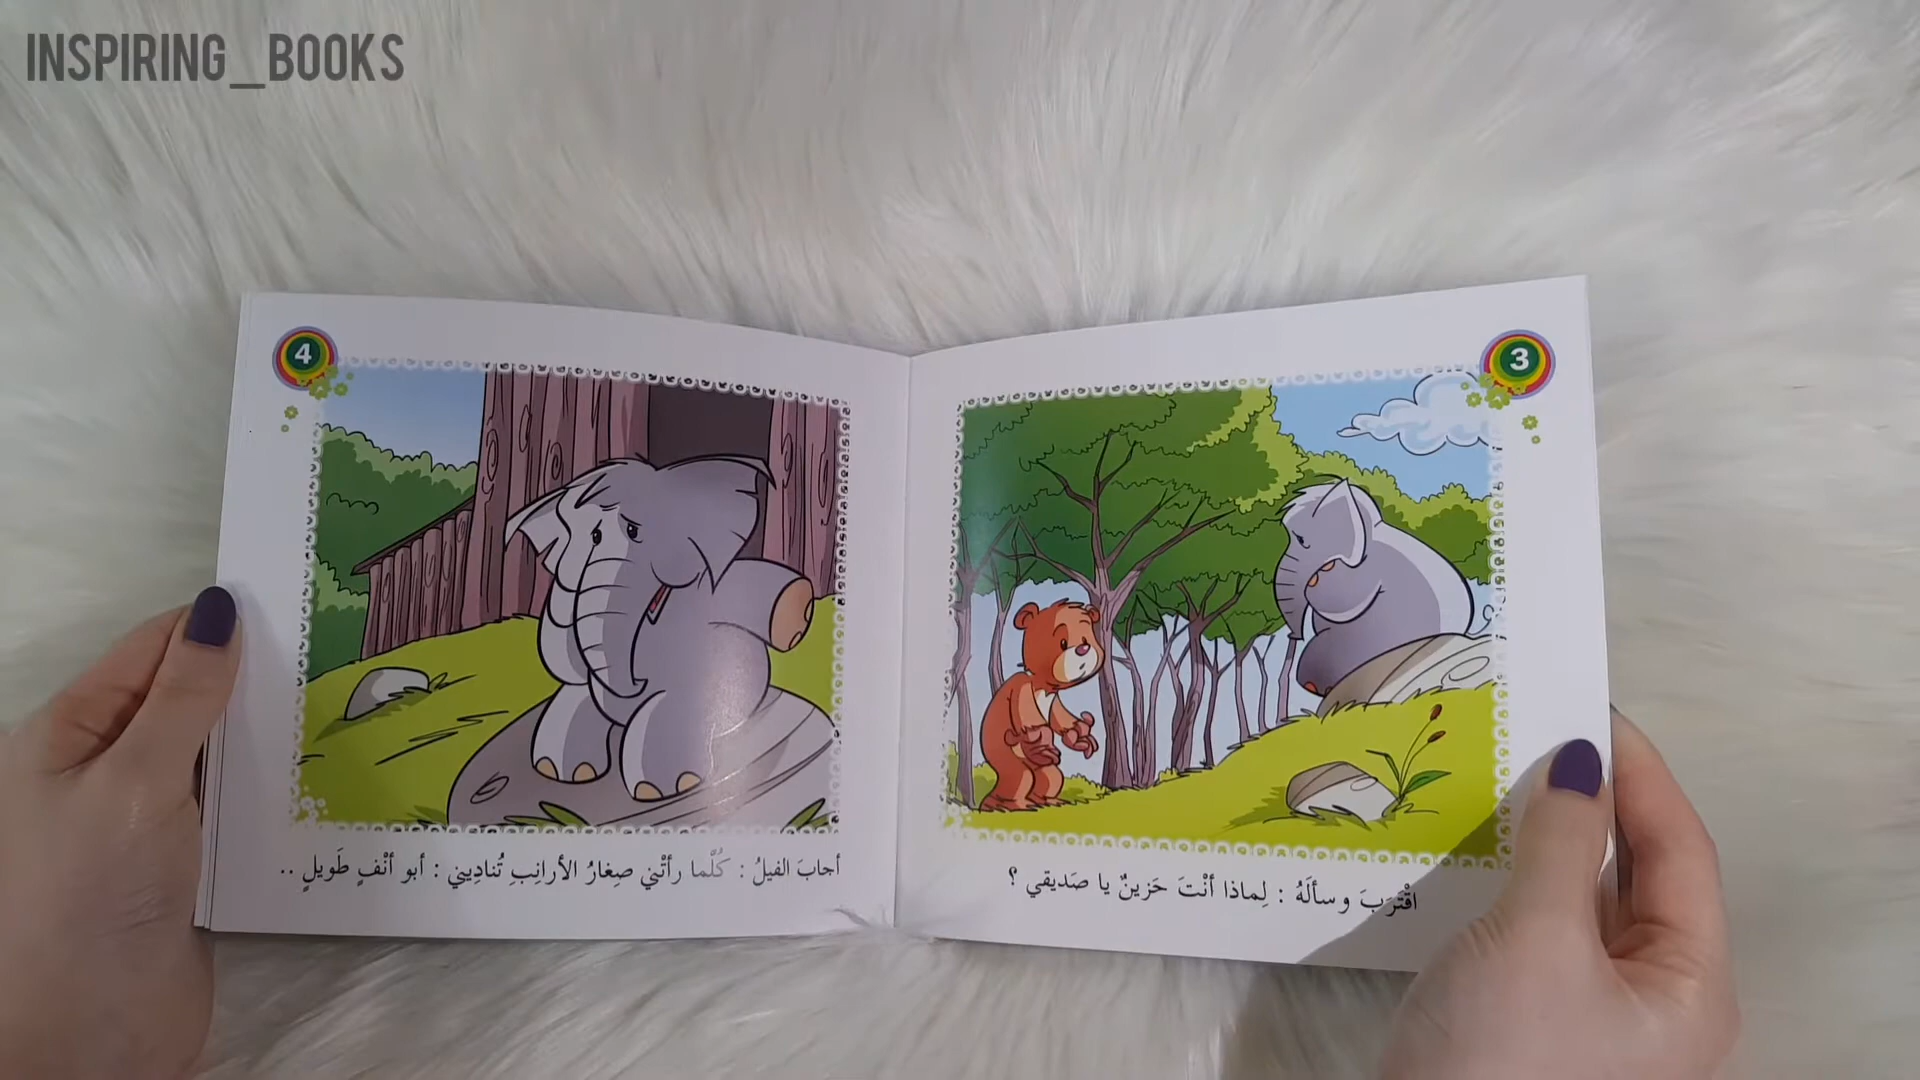 INSPIRING_BOOKS
3
اقْتَرَبَ وسألَهُ : لِماذا أنْتَ حَزينٌ يا صَديقي ؟
4
أجابَ الفيلُ : كُلَّما رأتْني صِغارُ الأرانِبِ تُنادِيني : أبو أنْفٍ طَويلٍ ..